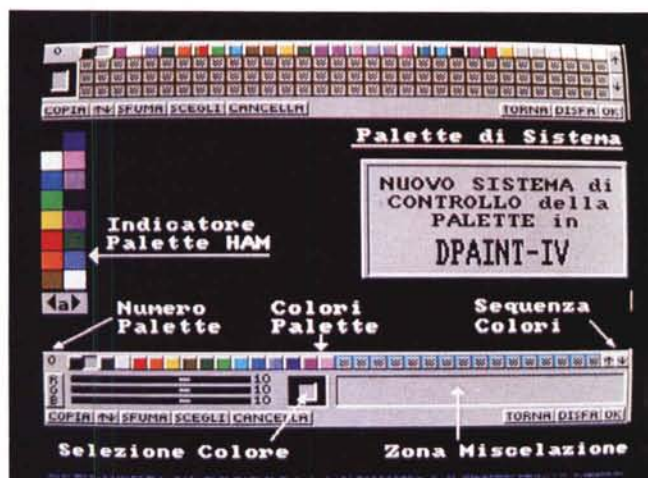 0
COPIA SFUMA SCEGLI CANCELLA TORNA DISFA OK
Palette di Sistema
NUOVO SISTEMA di
CONTROLLO della
PALETTE in
DPAINT-IV
Indicatore
Palette HAM
a
Numero
Palette
Colori
Palette
Sequenza
Colori
0
R 10
G 10
B 10
COPIA SFUMA SCEGLI CANCELLA TORNA DISFA OK
Selezione Colore
Zona Miscelazione